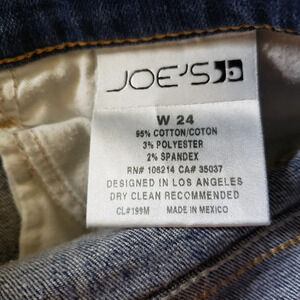 JOE'S
W 24
95% COTTON/COTON
3% POLYESTER
2% SPANDEX
RN# 106214 CA# 35037
DESIGNED IN LOS ANGELES
DRY CLEAN RECOMMENDED
CL#199M MADE IN MEXICO